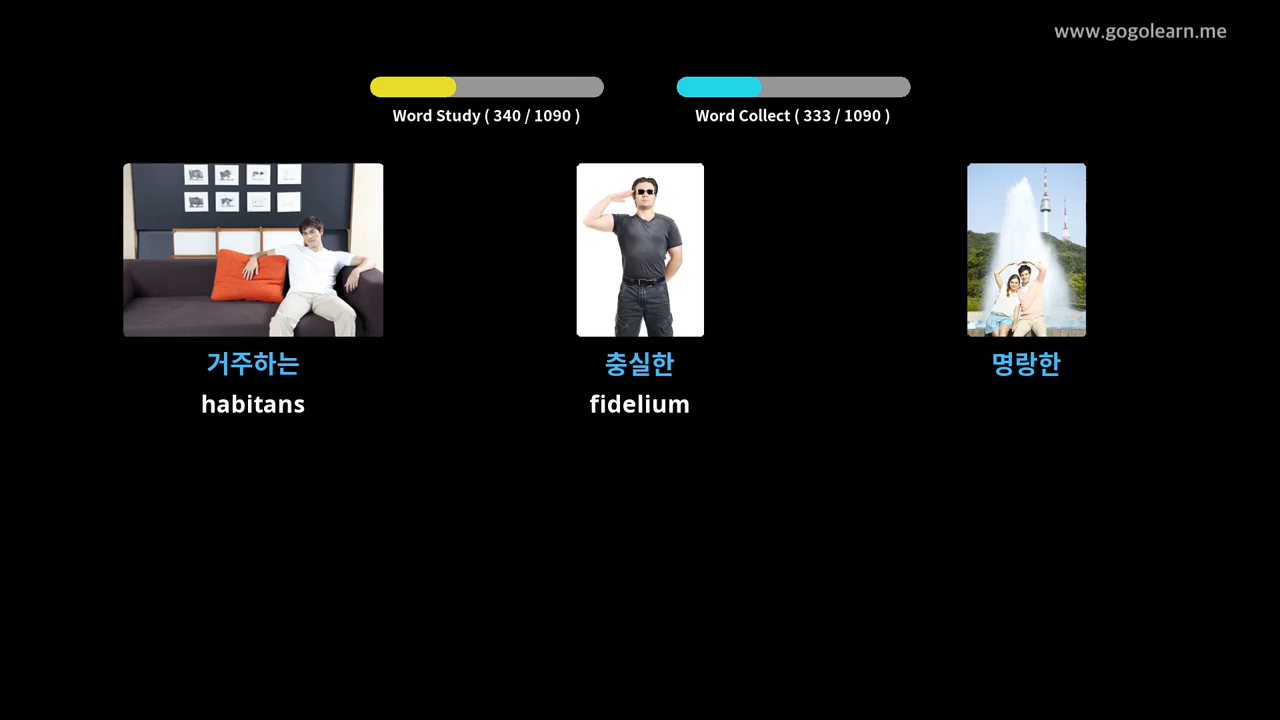 www.gogolearn.me
Word Study ( 340 / 1090 )
Word Collect ( 333 / 1090 )
거주하는
habitans
충실한
fidelium
명랑한